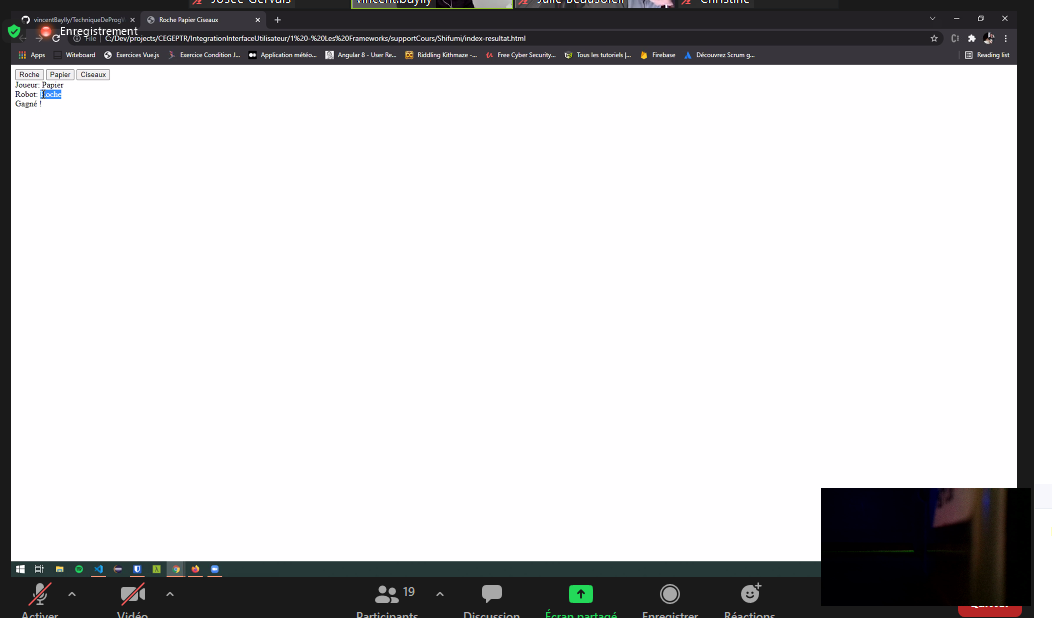 Josée Gervais
vincent.baylly
Julie Beausoleil
Christine
vincentBaylly/TechniqueDeProg
Roche Papier Ciseaux
Enregistrement
File
C:/Dev/projects/CEGEPTR/IntegrationInterfaceUtilisateur/1%20-%20Les%20Frameworks/supportCours/Shifumi/index-resultat.html
Apps
Witeboard
Exercices Vue.js
Exercice Condition J...
Application météo...
Angular 8 - User Re...
Riddling Kithmaze -...
Free Cyber Security...
Tous les tutoriels j...
Firebase
Découvrez Scrum g...
Reading list
Roche Papier Ciseaux
Joueur: Papier
Robot: Roche
Gagné !
19
Activer
Vidéo
Participants
Discussion
Écran partagé
Enregistrer
Réactions
Quitter